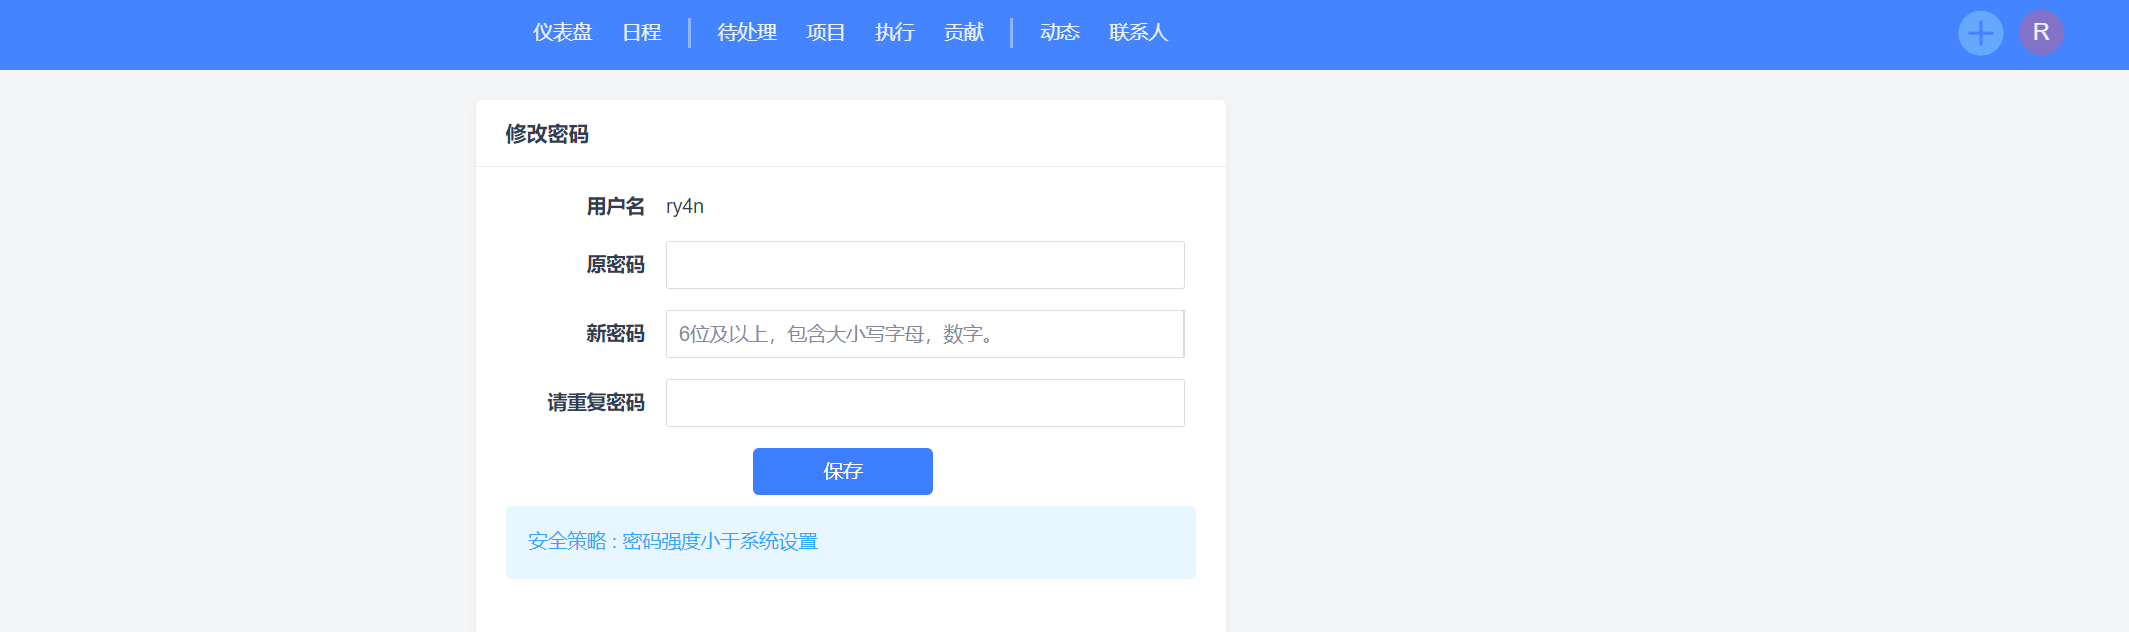 仪表盘 日程 待处理 项目 执行 贡献 动态 联系人 R
修改密码
用户名 ry4n
原密码
新密码 6位及以上，包含大小写字母，数字。
请重复密码
保存
安全策略 : 密码强度小于系统设置